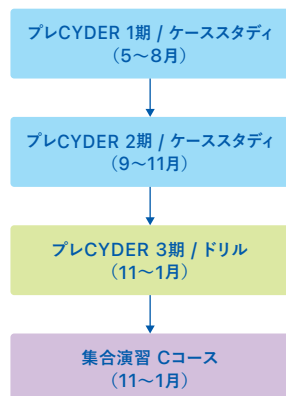 プレCYDER 1期 / ケーススタディ
（5～8月）
プレCYDER 2期 / ケーススタディ
（9～11月）
プレCYDER 3期 / ドリル
（11～1月）
集合演習 Cコース
（11～1月）